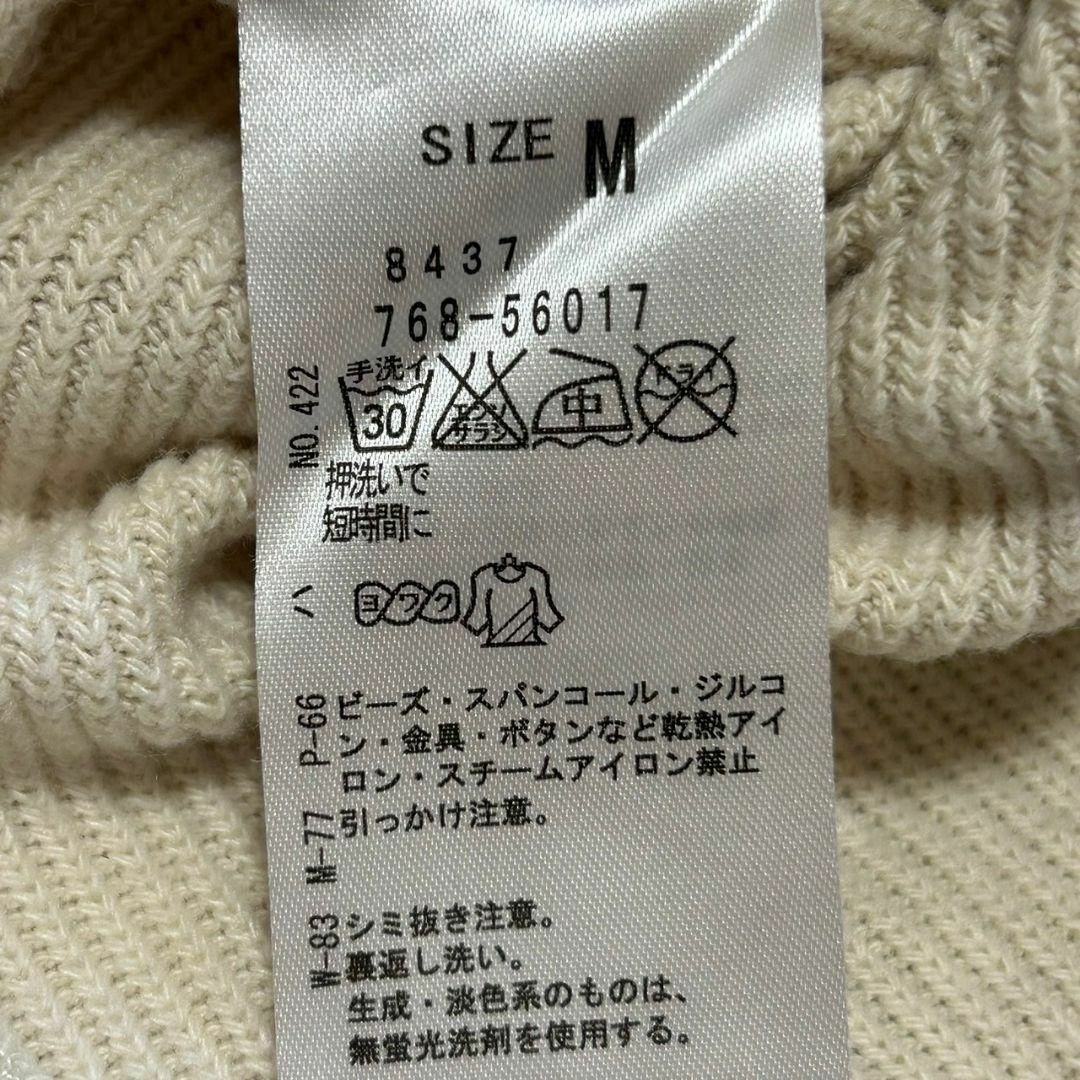 SIZE M
8437
768-56017
NO.422
手洗イ
30
エンソ
サラシ
中
ドライ
押洗いで
短時間に
ハ
ヨワク
P-66
ビーズ・スパンコール・ジルコ
ン・金具・ボタンなど乾熱アイ
ロン・スチームアイロン禁止
M-77
引っかけ注意。
W-83
シミ抜き注意。
裏返し洗い。
生成・淡色系のものは、
無蛍光洗剤を使用する。